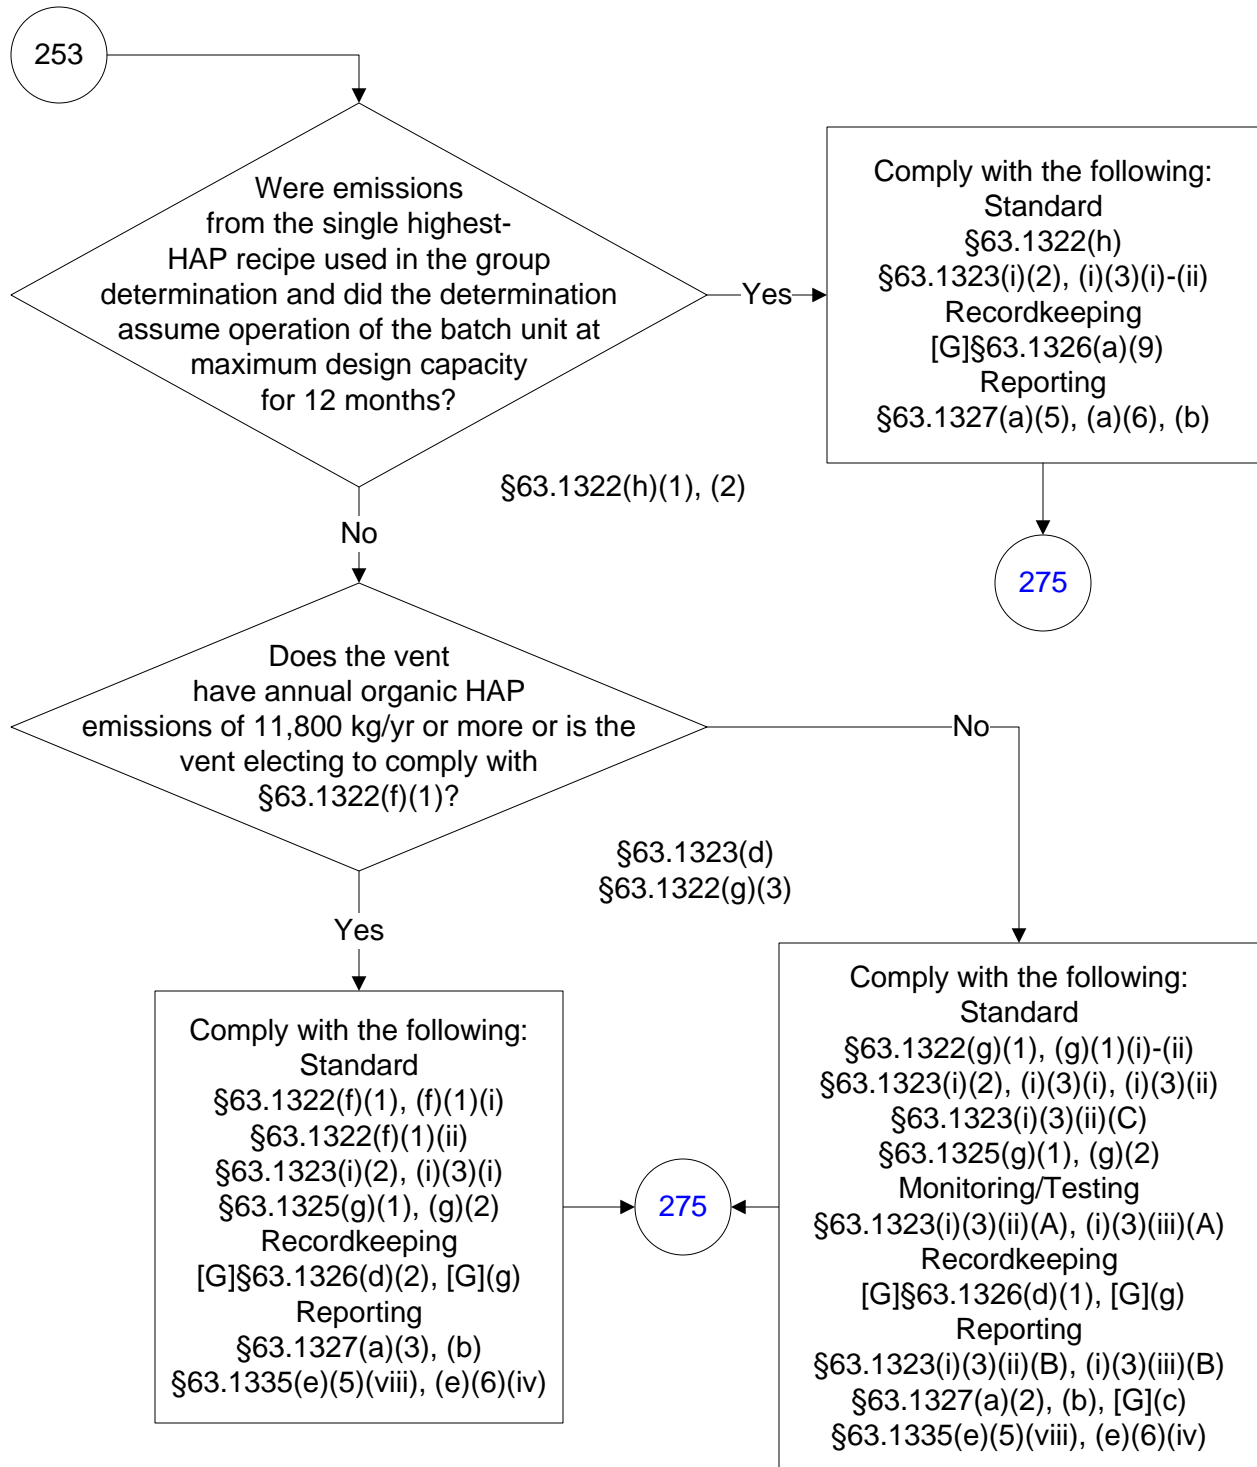 253
Were emissions
from the single highest-
HAP recipe used in the group
determination and did the determination
assume operation of the batch unit at
maximum design capacity
for 12 months?
Yes
Comply with the following:
Standard
§63.1322(h)
§63.1323(i)(2), (i)(3)(i)-(ii)
Recordkeeping
[G]§63.1326(a)(9)
Reporting
§63.1327(a)(5), (a)(6), (b)
§63.1322(h)(1), (2)
No
275
Does the vent
have annual organic HAP
emissions of 11,800 kg/yr or more or is the
vent electing to comply with
§63.1322(f)(1)?
No
§63.1323(d)
§63.1322(g)(3)
Yes
Comply with the following:
Standard
§63.1322(f)(1), (f)(1)(i)
§63.1322(f)(1)(ii)
§63.1323(i)(2), (i)(3)(i)
§63.1325(g)(1), (g)(2)
Recordkeeping
[G]§63.1326(d)(2), [G](g)
Reporting
§63.1327(a)(3), (b)
§63.1335(e)(5)(viii), (e)(6)(iv)
275
Comply with the following:
Standard
§63.1322(g)(1), (g)(1)(i)-(ii)
§63.1323(i)(2), (i)(3)(i), (i)(3)(ii)
§63.1323(i)(3)(ii)(C)
§63.1325(g)(1), (g)(2)
Monitoring/Testing
§63.1323(i)(3)(ii)(A), (i)(3)(iii)(A)
Recordkeeping
[G]§63.1326(d)(1), [G](g)
Reporting
§63.1323(i)(3)(ii)(B), (i)(3)(iii)(B)
§63.1327(a)(2), (b), [G](c)
§63.1335(e)(5)(viii), (e)(6)(iv)